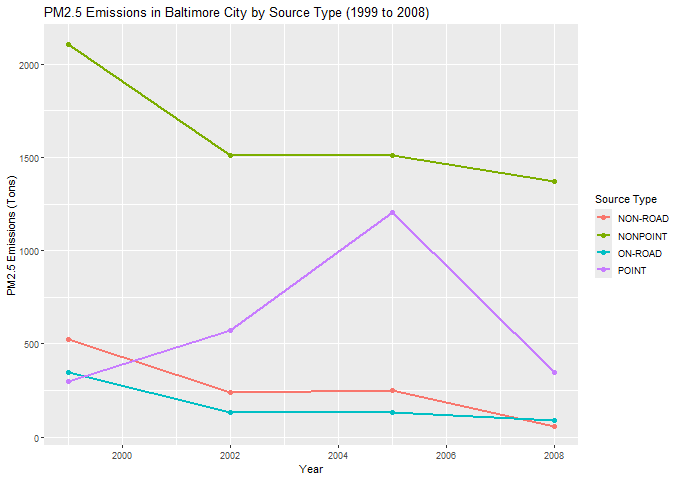 PM2.5 Emissions in Baltimore City by Source Type (1999 to 2008)
PM2.5 Emissions (Tons)
2000
1500
1000
500
0
2000 2002 2004 2006 2008
Year
Source Type
NON-ROAD
NONPOINT
ON-ROAD
POINT